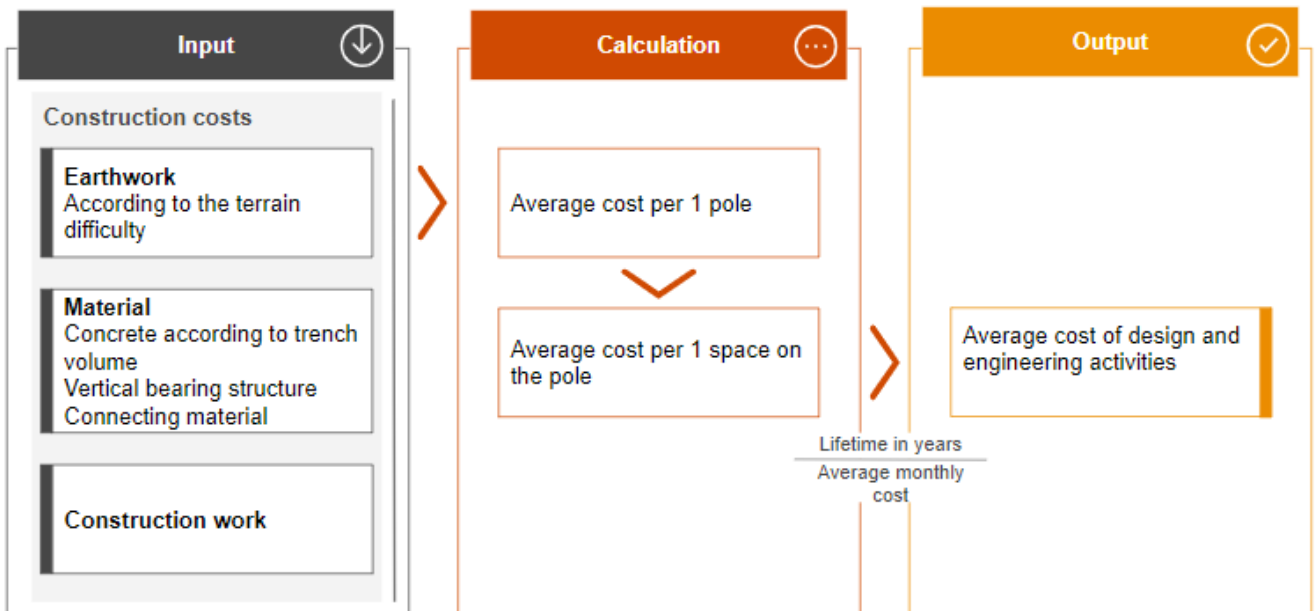 Input
Calculation
Output
Construction costs
Earthwork
According to the terrain
difficulty
Material
Concrete according to trench
volume
Vertical bearing structure
Connecting material
Construction work
Average cost per 1 pole
Average cost per 1 space on
the pole
Lifetime in years
Average monthly
cost
Average cost of design and
engineering activities